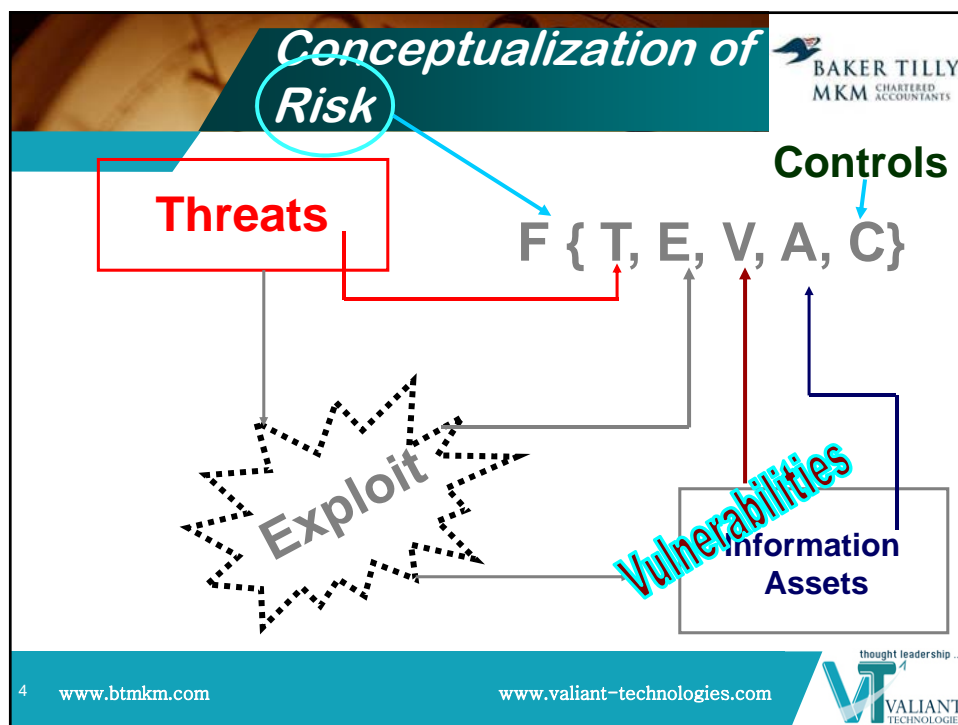 Conceptualization of
Risk
BAKER TILLY
MKM CHARTERED ACCOUNTANTS
Controls
Threats
F { T, E, V, A, C}
Exploit
Vulnerabilities
Information
Assets
4 www.btmkm.com www.valiant-technologies.com
thought leadership ..
VT
VALIANT
TECHNOLOGIE